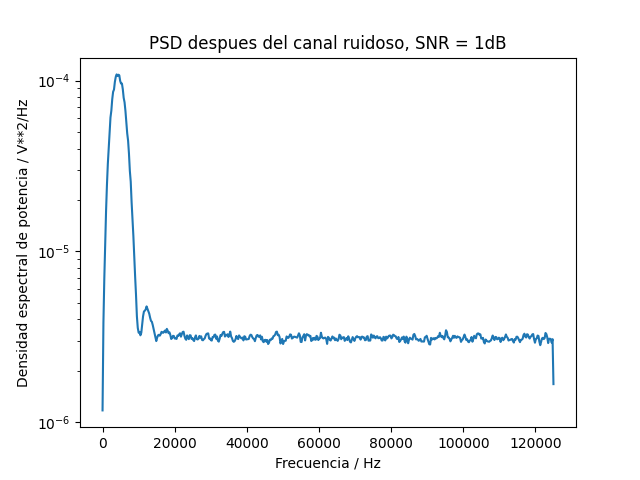 PSD despues del canal ruidoso, SNR = 1dB
Densidad espectral de potencia / V**2/Hz
10⁻⁴
10⁻⁵
10⁻⁶
0 20000 40000 60000 80000 100000 120000
Frecuencia / Hz